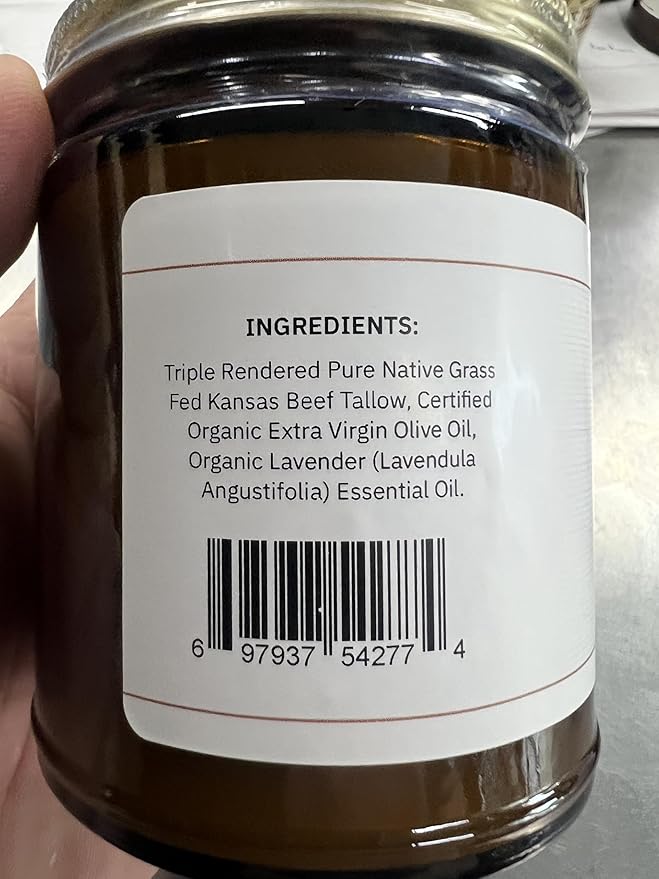 INGREDIENTS:
Triple Rendered Pure Native Grass
Fed Kansas Beef Tallow, Certified
Organic Extra Virgin Olive Oil,
Organic Lavender (Lavendula
Angustifolia) Essential Oil.
6 97937 54277 4